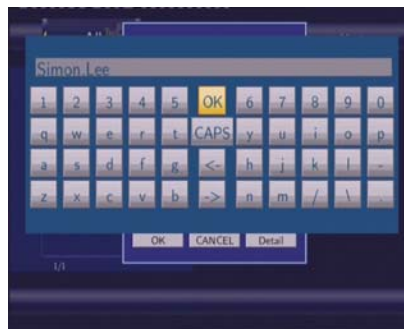 Simon.Lee
1 2 3 4 5 OK 6 7 8 9 0
q w e r t CAPS y u i o p
a s d f g <- h j k l -
z x c v b -> n m / \ .
OK CANCEL Detail
1/1